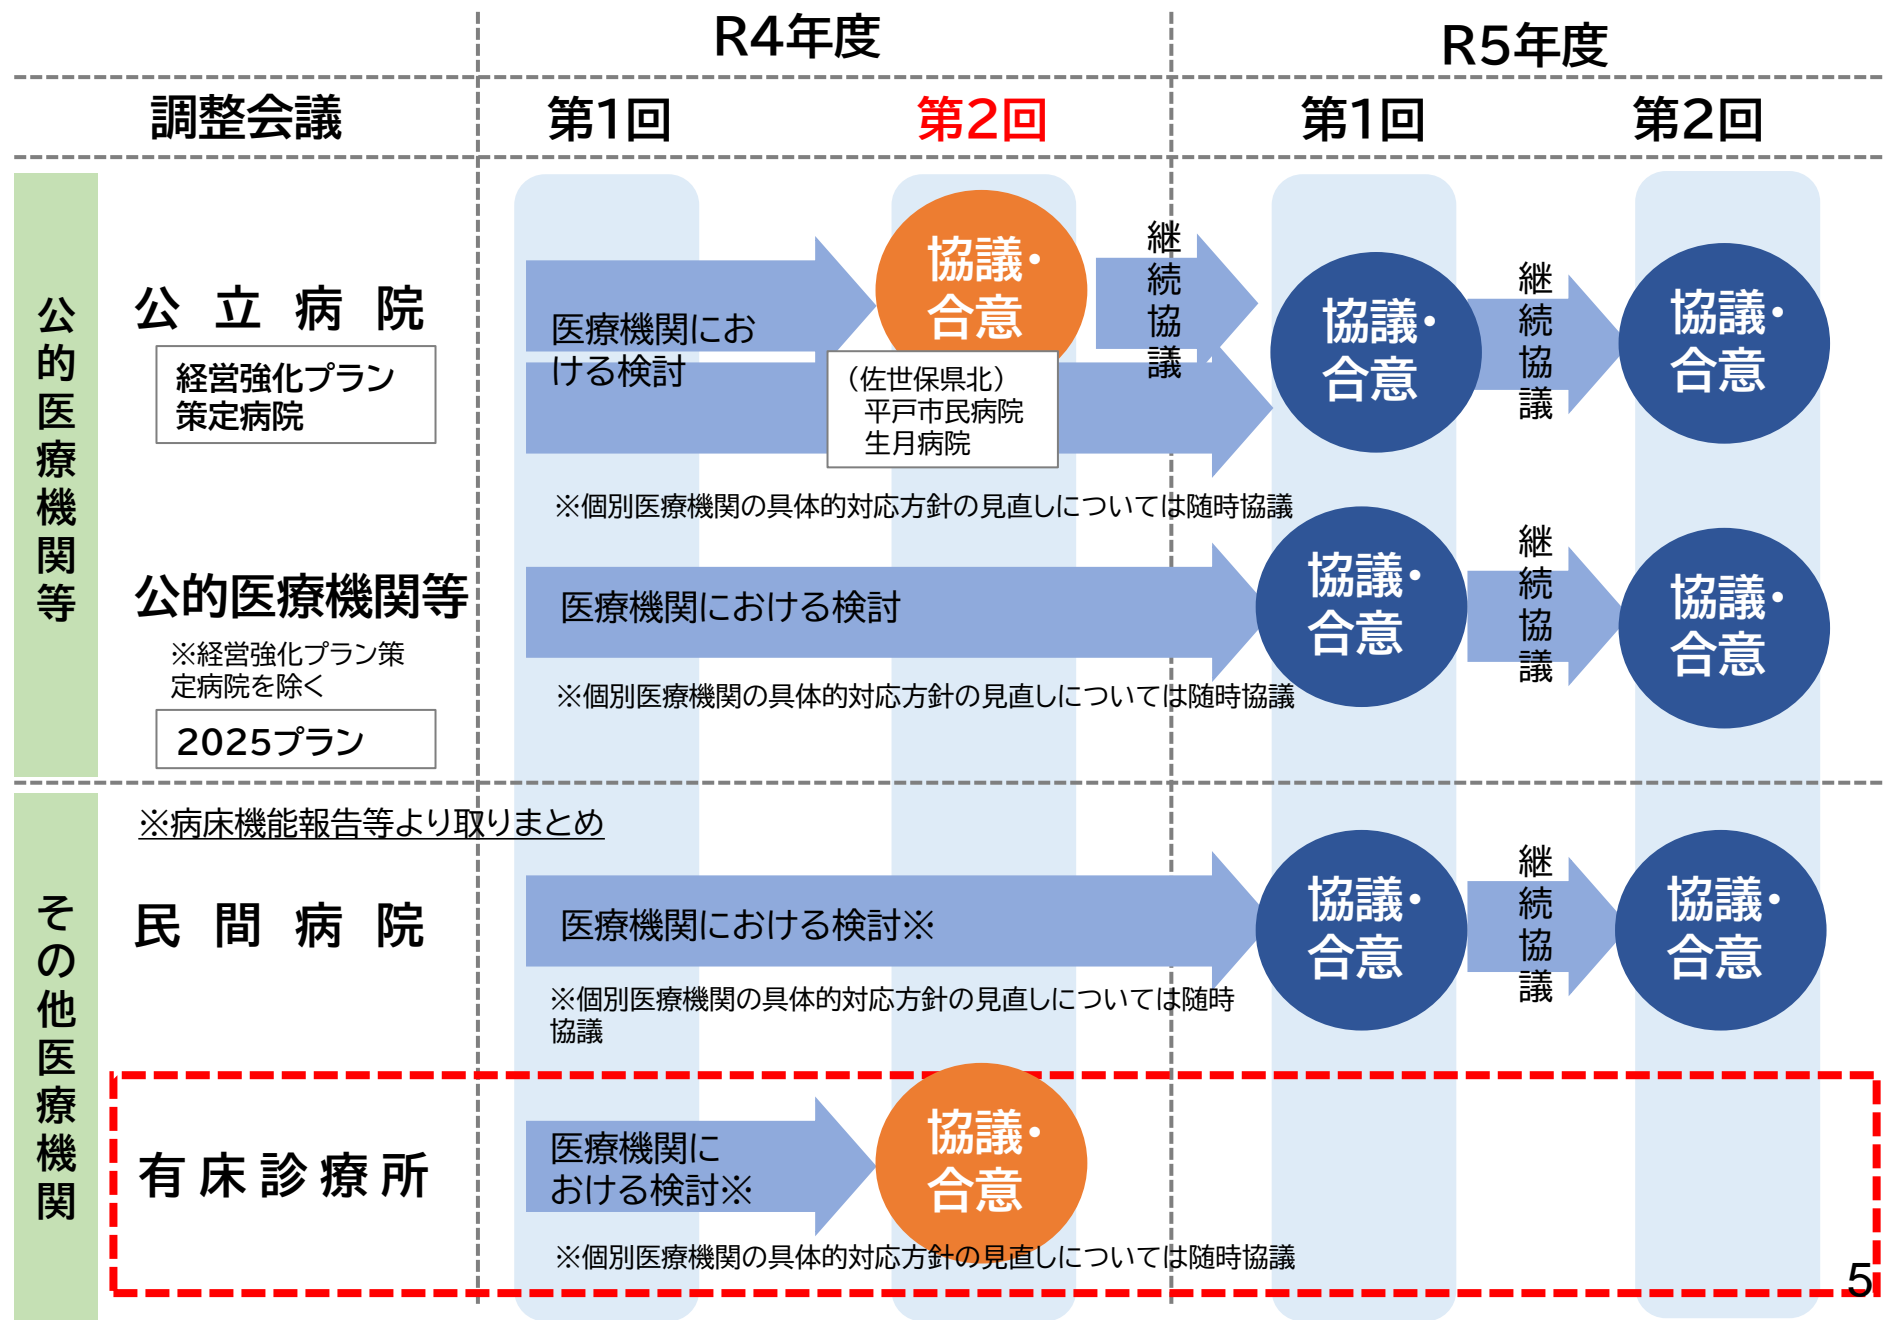 R4年度
R5年度
調整会議
第1回
第2回
第1回
第2回
公的医療機関等
公立病院
経営強化プラン
策定病院
医療機関にお
ける検討
協議・
合意
(佐世保県北)
平戸市民病院
生月病院
継続協議
協議・
合意
継続協議
協議・
合意
※個別医療機関の具体的対応方針の見直しについては随時協議
公的医療機関等
※経営強化プラン策
定病院を除く
2025プラン
医療機関における検討
協議・
合意
継続協議
協議・
合意
※個別医療機関の具体的対応方針の見直しについては随時協議
その他医療機関
※病床機能報告等より取りまとめ
民間病院
医療機関における検討※
協議・
合意
継続協議
協議・
合意
※個別医療機関の具体的対応方針の見直しについては随時
協議
有床診療所
医療機関に
おける検討※
協議・
合意
※個別医療機関の具体的対応方針の見直しについては随時協議
5